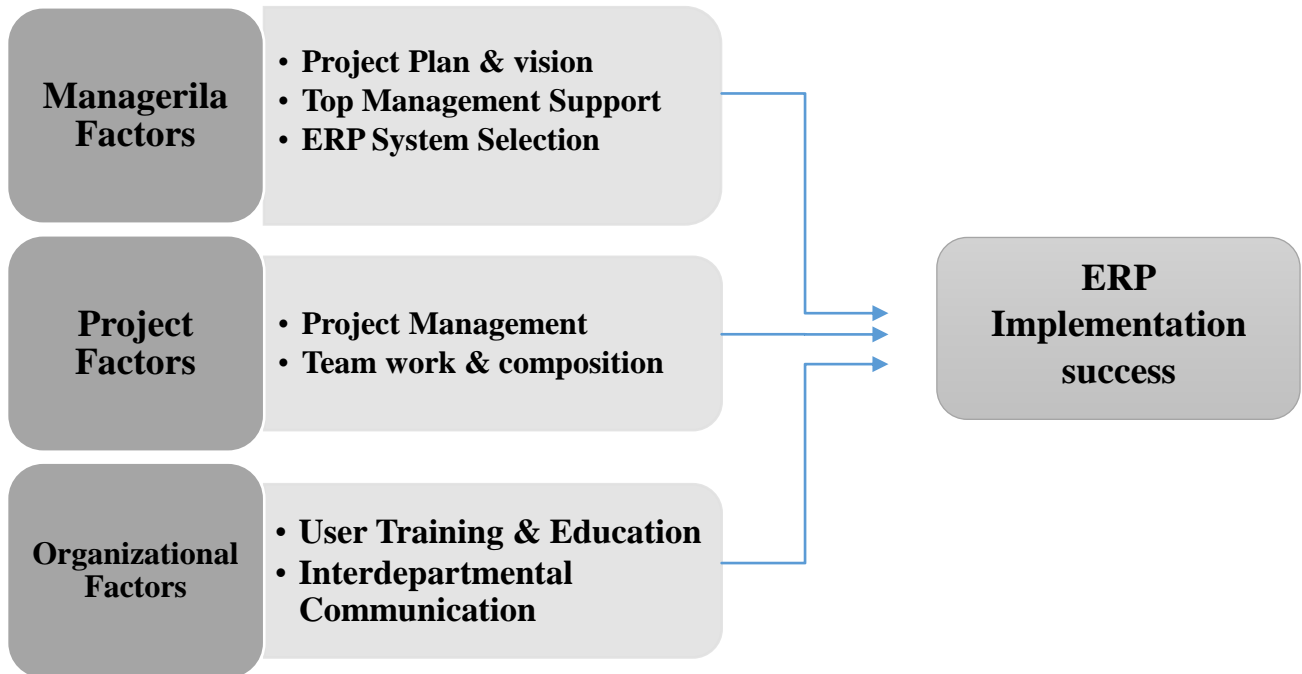 Managerila
Factors
• Project Plan & vision
• Top Management Support
• ERP System Selection
Project
Factors
• Project Management
• Team work & composition
Organizational
Factors
• User Training & Education
• Interdepartmental
Communication
ERP
Implementation
success